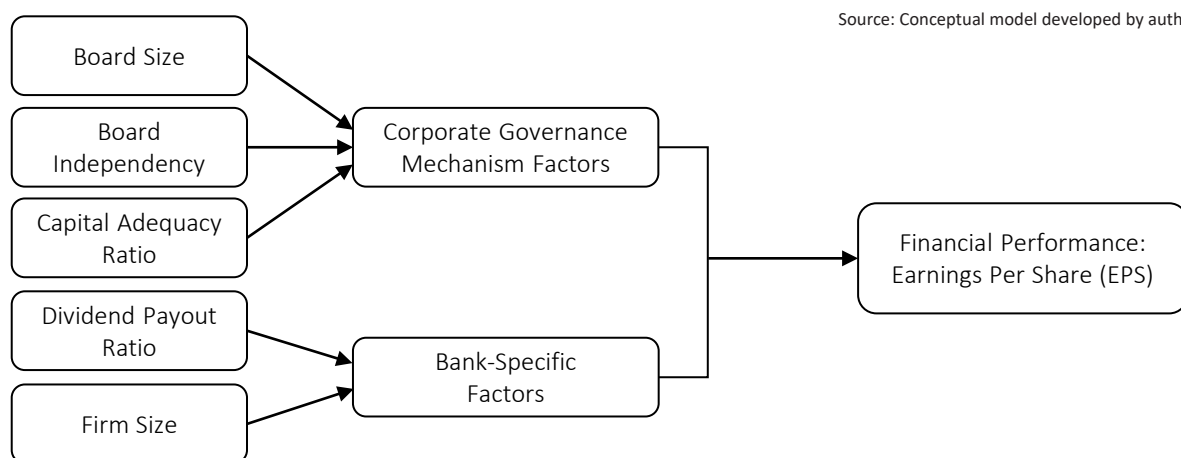 Source: Conceptual model developed by auth
Board Size
Board
Independency
Capital Adequacy
Ratio
Dividend Payout
Ratio
Firm Size
Corporate Governance
Mechanism Factors
Bank-Specific
Factors
Financial Performance:
Earnings Per Share (EPS)